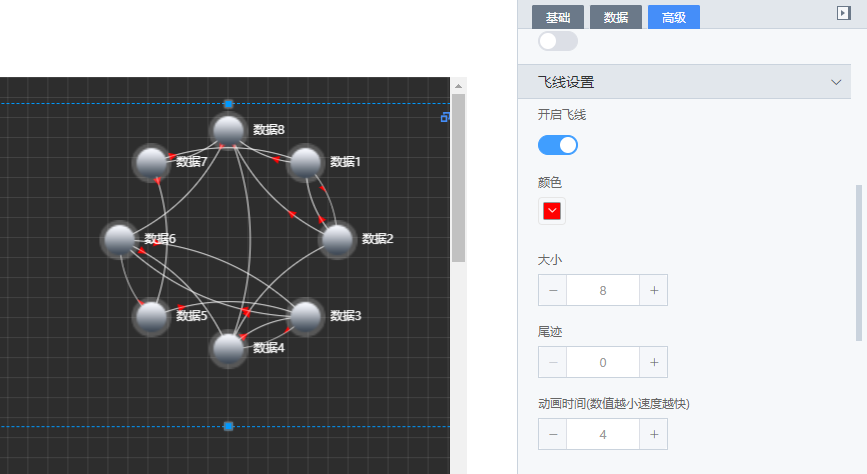 基础 数据 高级
飞线设置
开启飞线
颜色
大小
8
尾迹
0
动画时间(数值越小速度越快)
4
数据8
数据7
数据1
数据6
数据2
数据5
数据3
数据4